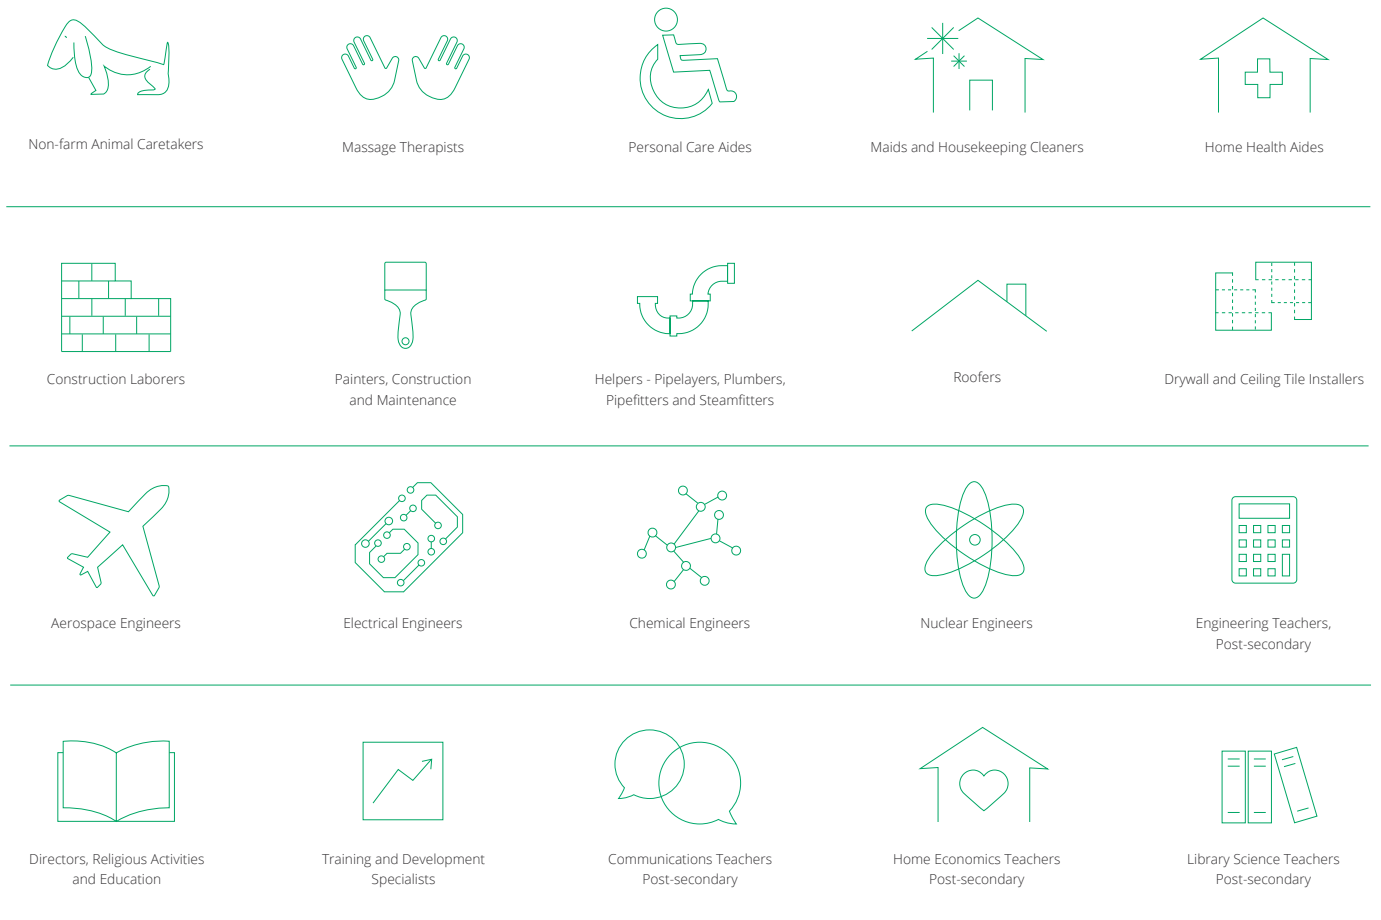 Non-farm Animal Caretakers
Massage Therapists
Personal Care Aides
Maids and Housekeeping Cleaners
Home Health Aides
Construction Laborers
Painters, Construction
and Maintenance
Helpers - Pipelayers, Plumbers,
Pipefitters and Steamfitters
Roofers
Drywall and Ceiling Tile Installers
Aerospace Engineers
Electrical Engineers
Chemical Engineers
Nuclear Engineers
Engineering Teachers,
Post-secondary
Directors, Religious Activities
and Education
Training and Development
Specialists
Communications Teachers
Post-secondary
Home Economics Teachers
Post-secondary
Library Science Teachers
Post-secondary